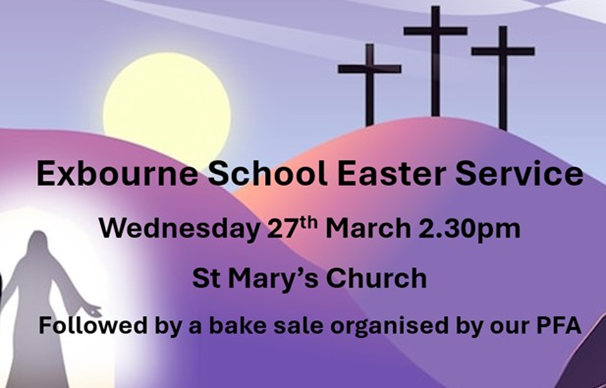 Exbourne School Easter Service
Wednesday 27th March 2.30pm
St Mary’s Church
Followed by a bake sale organised by our PFA